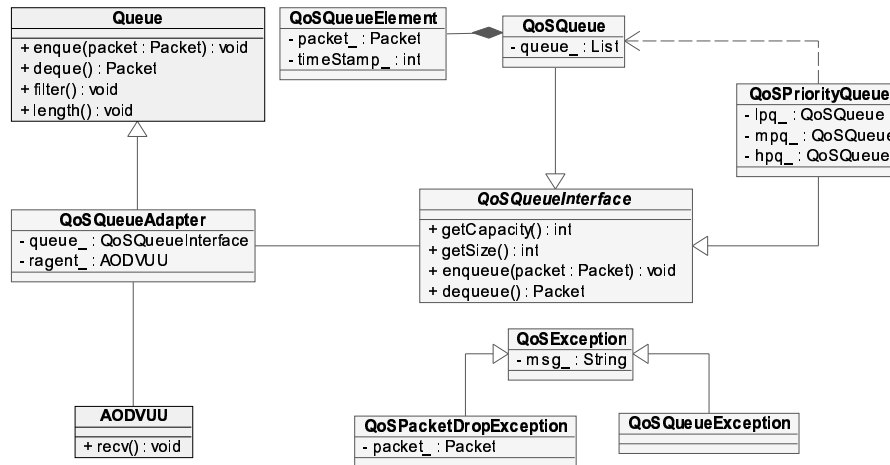 Queue
+ enque(packet : Packet) : void
+ deque() : Packet
+ filter() : void
+ length() : void
QoSQueueElement
- packet_ : Packet
- timeStamp_ : int
QoSQueue
- queue_ : List
QoSPriorityQueue
- lpq_ : QoSQueue
- mpq_ : QoSQueue
- hpq_ : QoSQueue
QoSQueueAdapter
- queue_ : QoSQueueInterface
- ragent_ : AODVUU
QoSQueueInterface
+ getCapacity() : int
+ getSize() : int
+ enqueue(packet : Packet) : void
+ dequeue() : Packet
QoSException
- msg_ : String
AODVUU
+ recv() : void
QoSPacketDropException
- packet_ : Packet
QoSQueueException